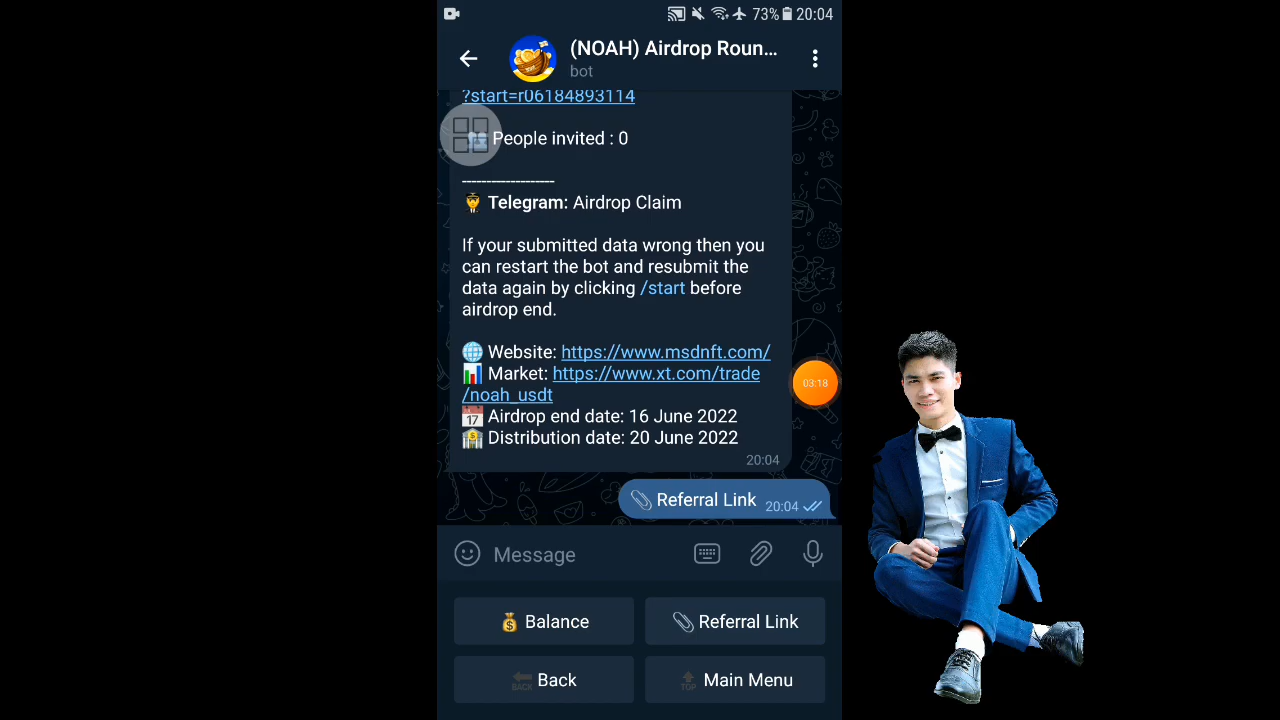 73% 20:04
(NOAH) Airdrop Roun...
bot
?start=r06184893114
People invited : 0
-------------------
Telegram: Airdrop Claim
If your submitted data wrong then you
can restart the bot and resubmit the
data again by clicking /start before
airdrop end.
Website: https://www.msdnft.com/
Market: https://www.xt.com/trade
/noah_usdt
17 Airdrop end date: 16 June 2022
Distribution date: 20 June 2022
20:04
03:18
Referral Link 20:04
Message
Balance
Referral Link
BACK Back
TOP Main Menu